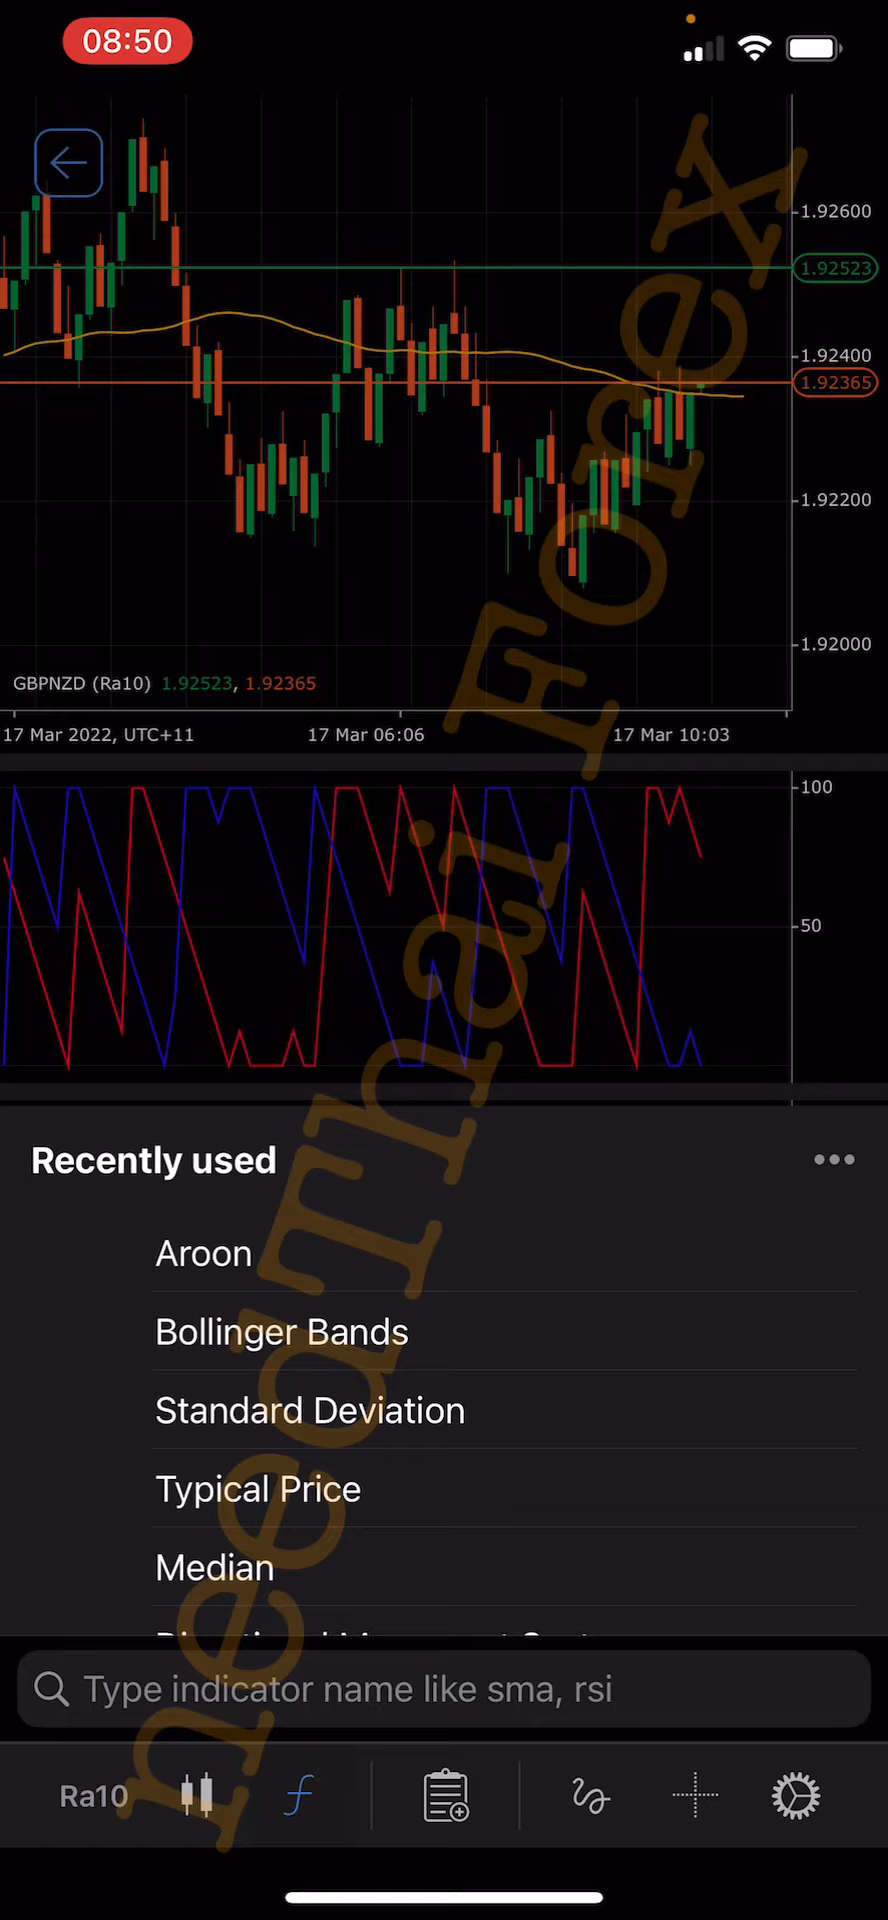 08:50
1.92600
1.92523
1.92400
1.92365
1.92200
1.92000
GBPNZD (Ra10) 1.92523, 1.92365
17 Mar 2022, UTC+11 17 Mar 06:06 17 Mar 10:03
100
50
Recently used
Aroon
Bollinger Bands
Standard Deviation
Typical Price
Median
Type indicator name like sma, rsi
Ra10
needThai Forex